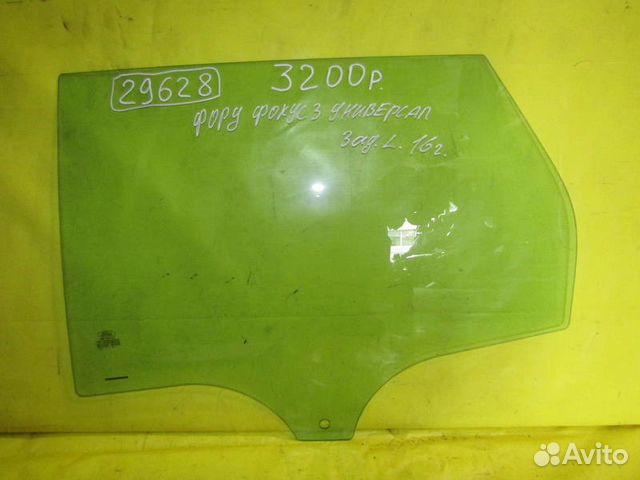 29628 3200р.
форд фокус 3 универсал
зад. L. 16г.
Avito